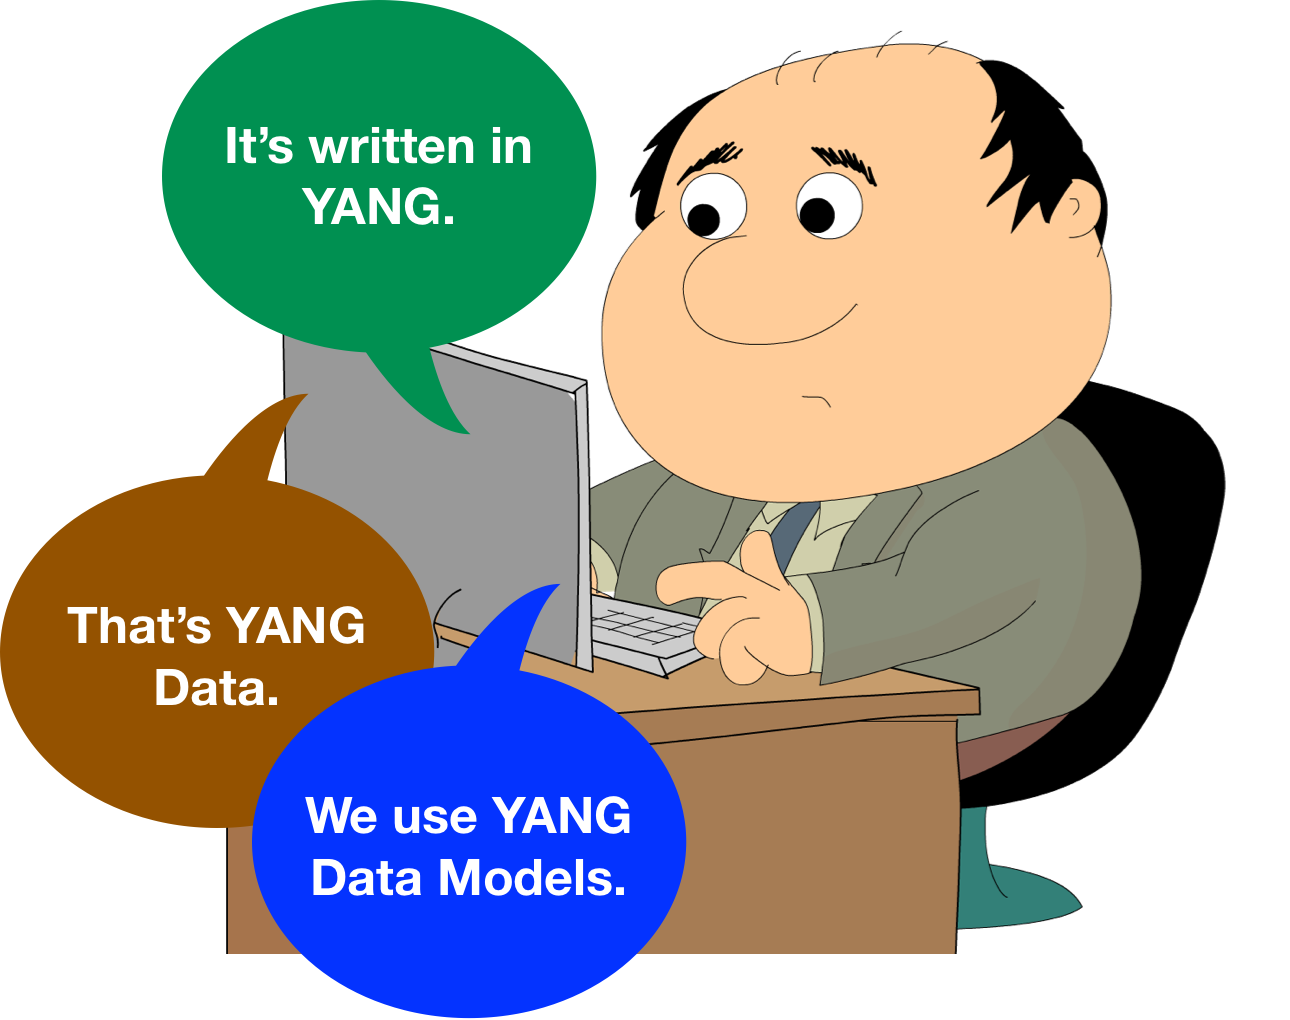 It’s written in
YANG.
That’s YANG
Data.
We use YANG
Data Models.